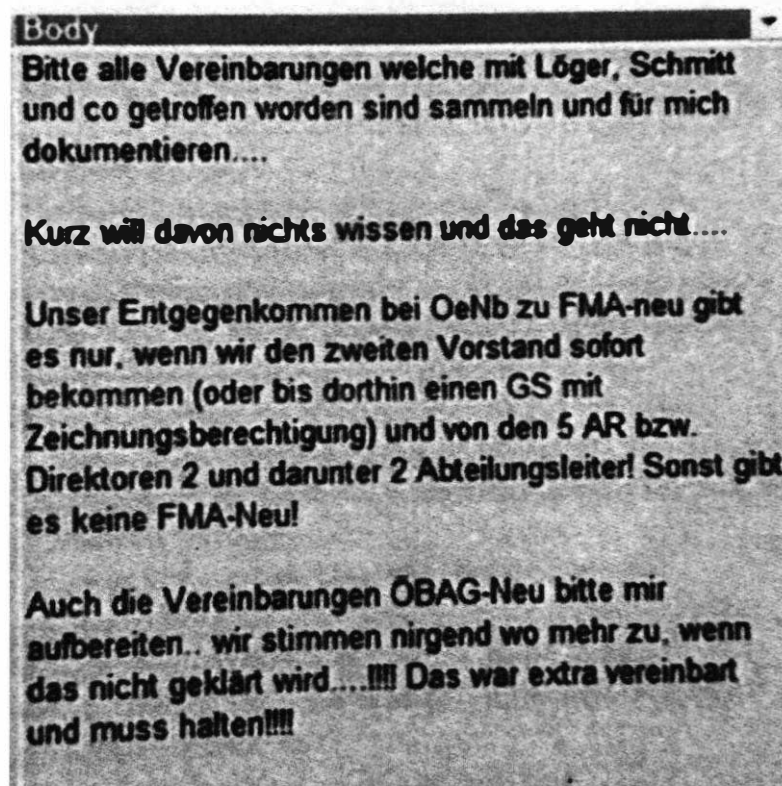 Body
Bitte alle Vereinbarungen welche mit Löger, Schmitt
und co getroffen worden sind sammeln und für mich
dokumentieren....
Kurz will davon nichts wissen und das geht nicht....
Unser Entgegenkommen bei OeNb zu FMA-neu gibt
es nur, wenn wir den zweiten Vorstand sofort
bekommen (oder bis dorthin einen GS mit
Zeichnungsberechtigung) und von den 5 AR bzw.
Direktoren 2 und darunter 2 Abteilungsleiter! Sonst gibt
es keine FMA-Neu!
Auch die Vereinbarungen ÖBAG-Neu bitte mir
aufbereiten.. wir stimmen nirgend wo mehr zu, wenn
das nicht geklärt wird....!!!! Das war extra vereinbart
und muss halten!!!!